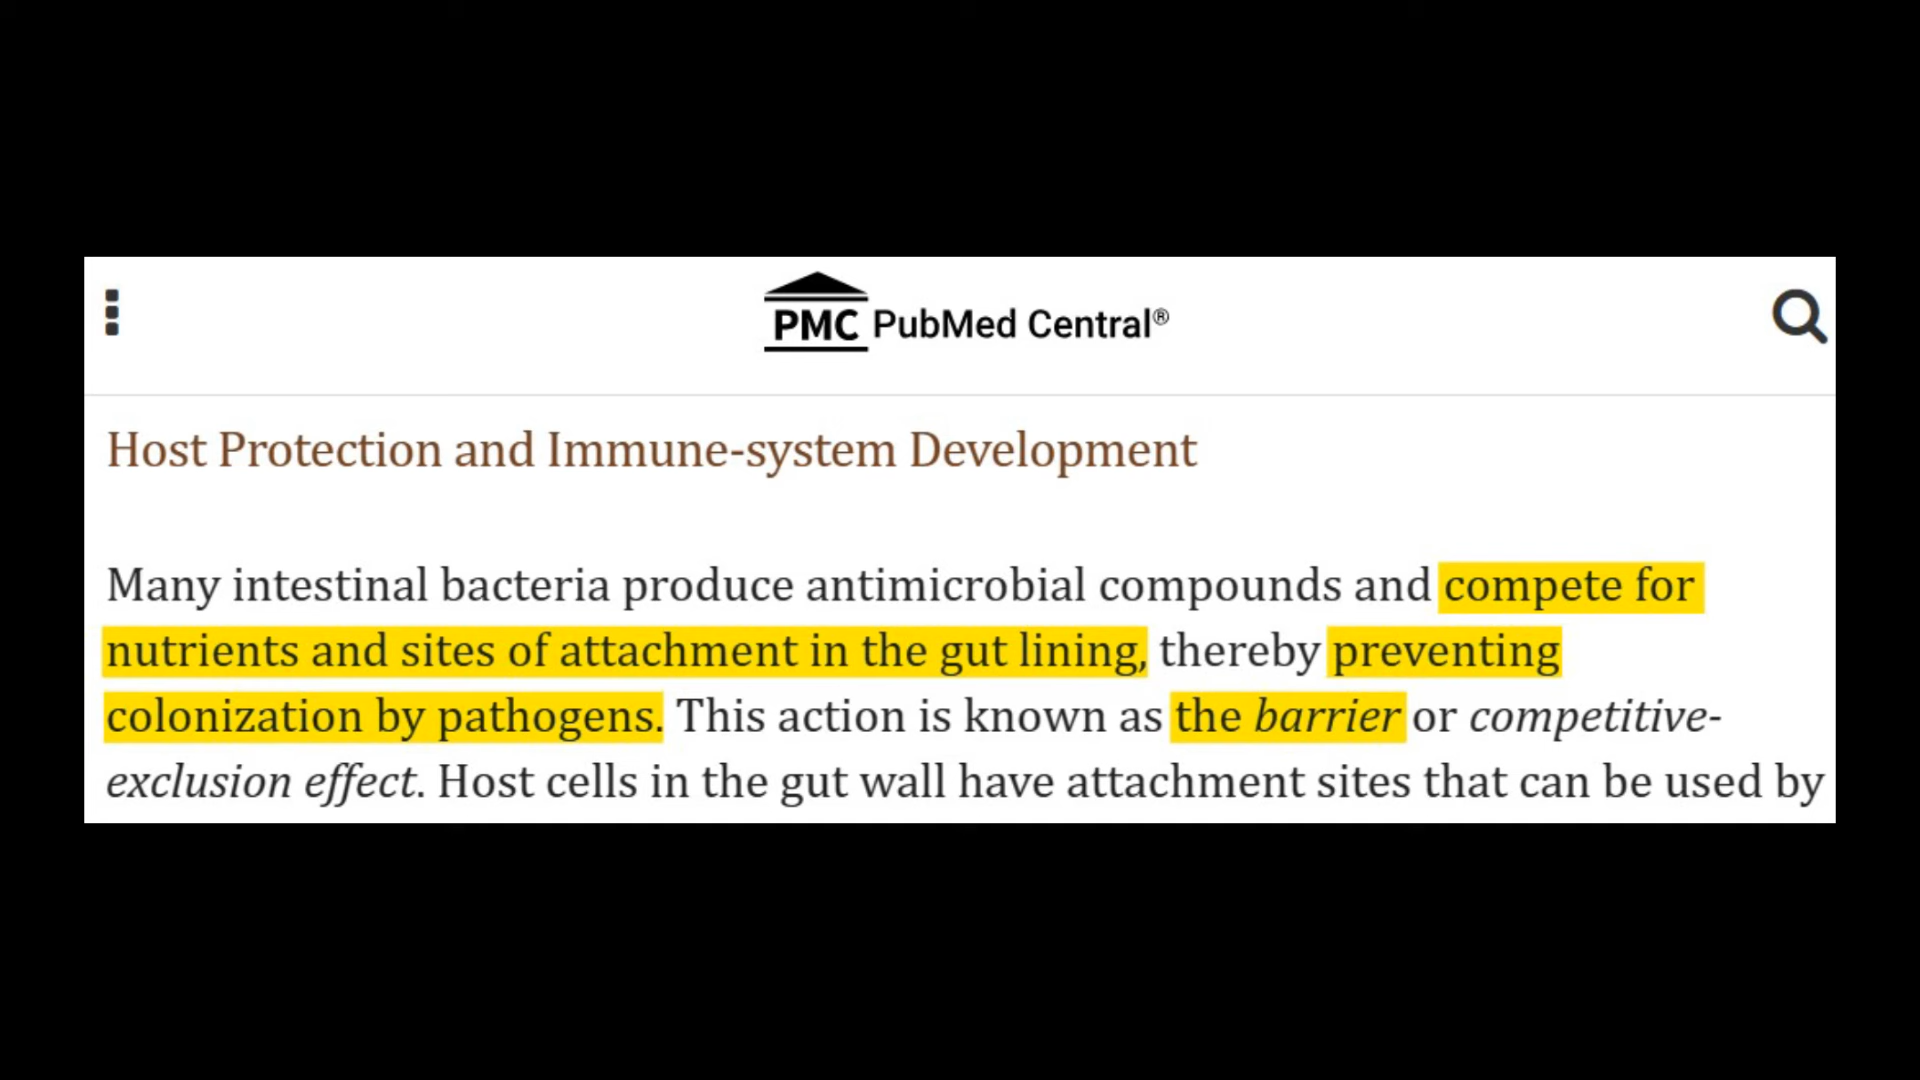 PMC PubMed Central®
Host Protection and Immune-system Development
Many intestinal bacteria produce antimicrobial compounds and compete for
nutrients and sites of attachment in the gut lining, thereby preventing
colonization by pathogens. This action is known as the barrier or competitive-
exclusion effect. Host cells in the gut wall have attachment sites that can be used by